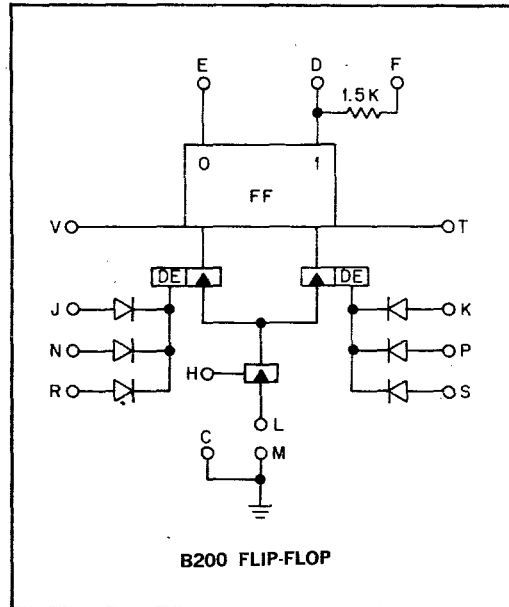 E D F
1.5K
0 1
FF
V T
DE DE
J K
N P
R S
H
L
C M
B200 FLIP-FLOP